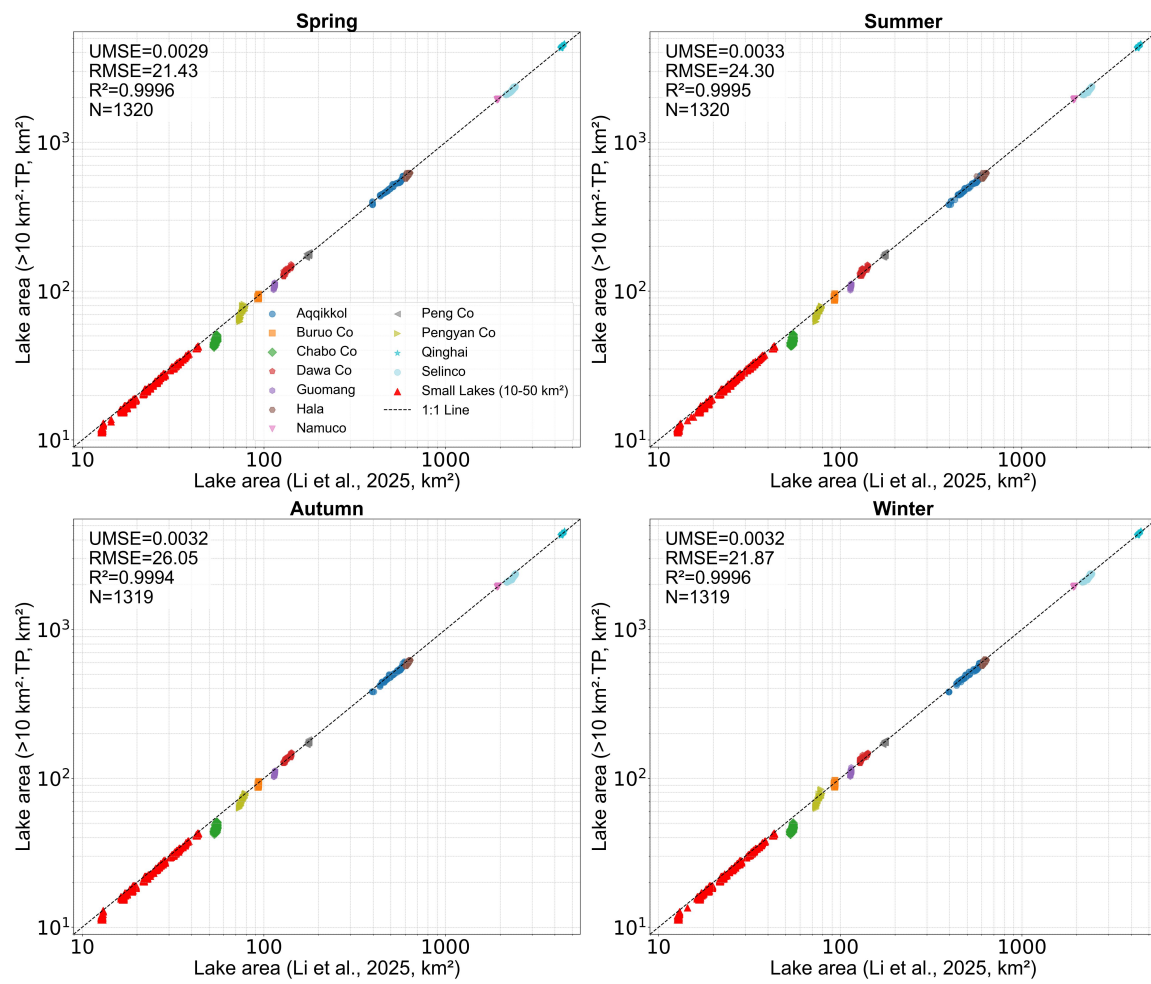 Spring
UMSE=0.0029
RMSE=21.43
R²=0.9996
N=1320
Lake area (>10 km²·TP, km²)
10³
10²
10¹
Aqqikkol
Buruo Co
Chabo Co
Dawa Co
Guomang
Hala
Namuco
Peng Co
Pengyan Co
Qinghai
Selinco
Small Lakes (10-50 km²)
1:1 Line
10 100 1000
Lake area (Li et al., 2025, km²)
Summer
UMSE=0.0033
RMSE=24.30
R²=0.9995
N=1320
Lake area (>10 km²·TP, km²)
10³
10²
10¹
10 100 1000
Lake area (Li et al., 2025, km²)
Autumn
UMSE=0.0032
RMSE=26.05
R²=0.9994
N=1319
Lake area (>10 km²·TP, km²)
10³
10²
10¹
10 100 1000
Lake area (Li et al., 2025, km²)
Winter
UMSE=0.0032
RMSE=21.87
R²=0.9996
N=1319
Lake area (>10 km²·TP, km²)
10³
10²
10¹
10 100 1000
Lake area (Li et al., 2025, km²)